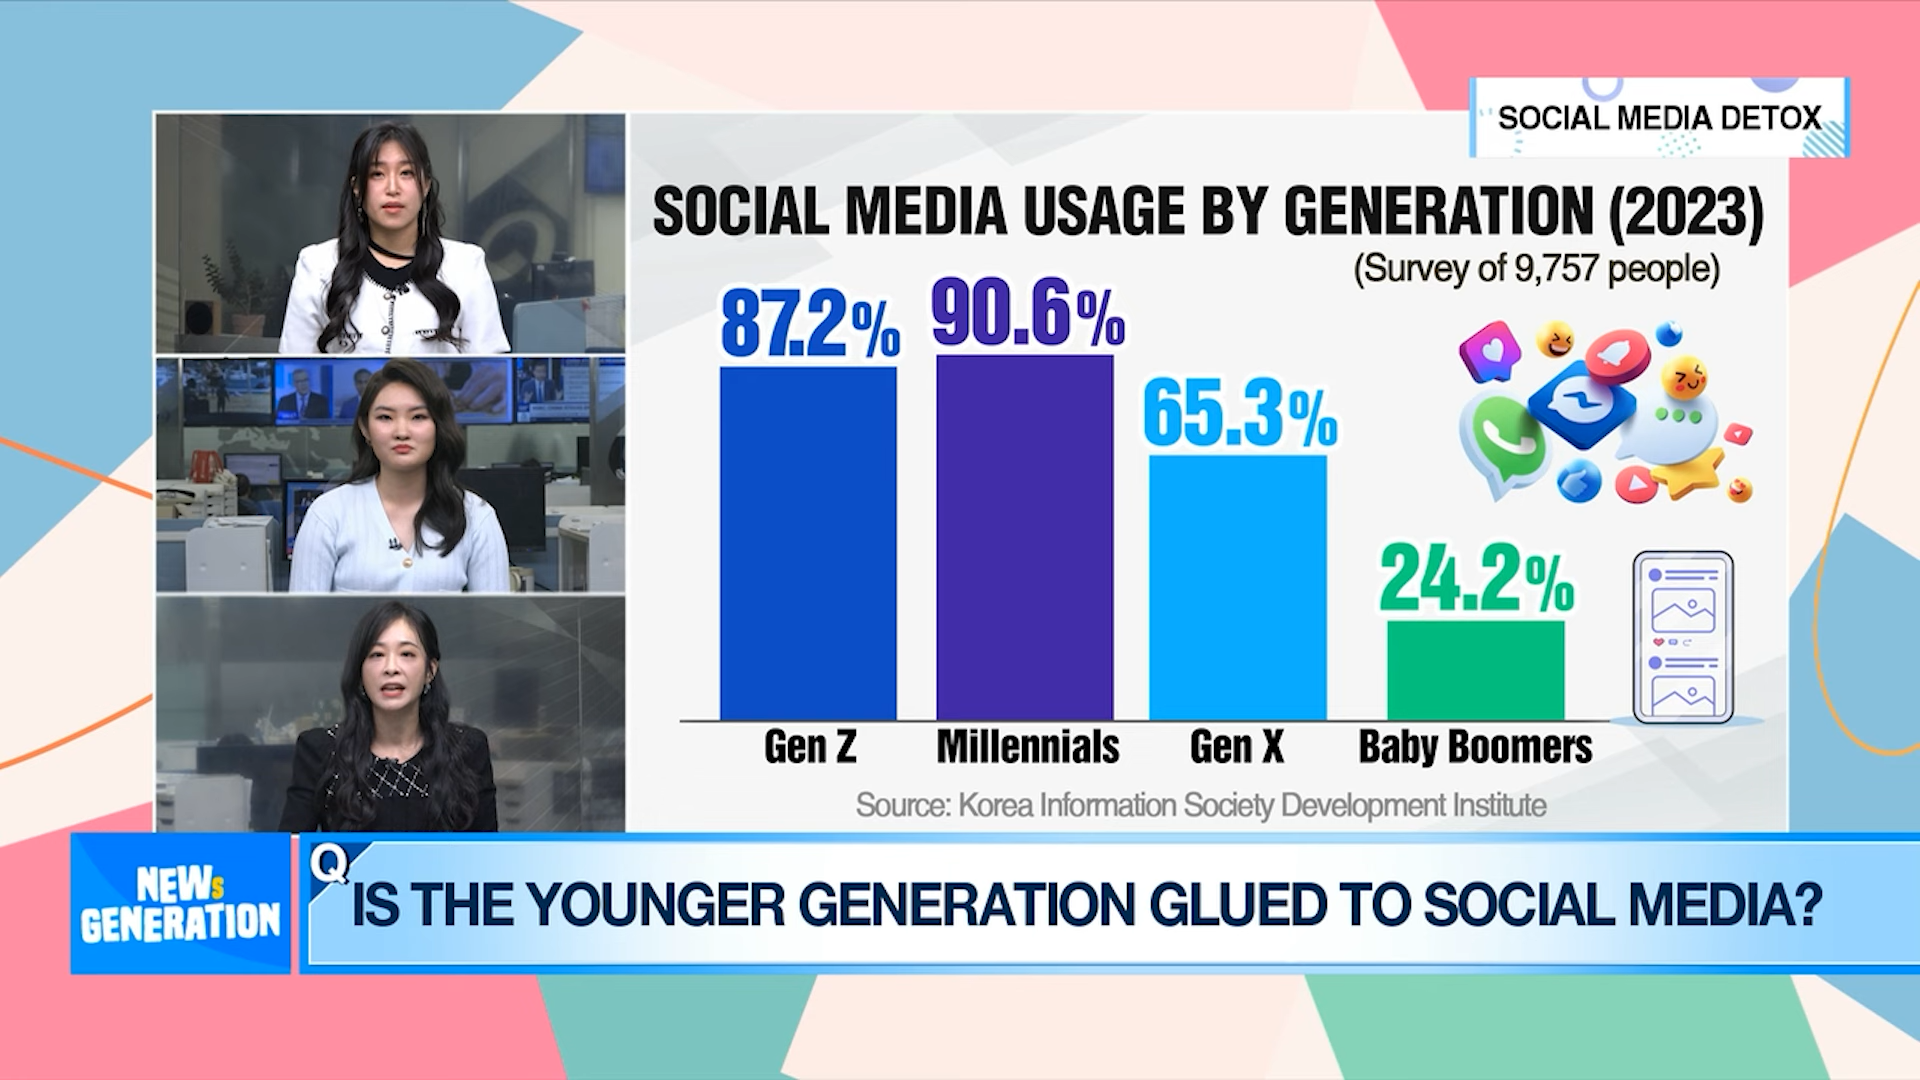 SOCIAL MEDIA DETOX
SOCIAL MEDIA USAGE BY GENERATION (2023)
(Survey of 9,757 people)
87.2%
90.6%
65.3%
24.2%
Gen Z
Millennials
Gen X
Baby Boomers
Source: Korea Information Society Development Institute
NEWs
GENERATION
Q
IS THE YOUNGER GENERATION GLUED TO SOCIAL MEDIA?